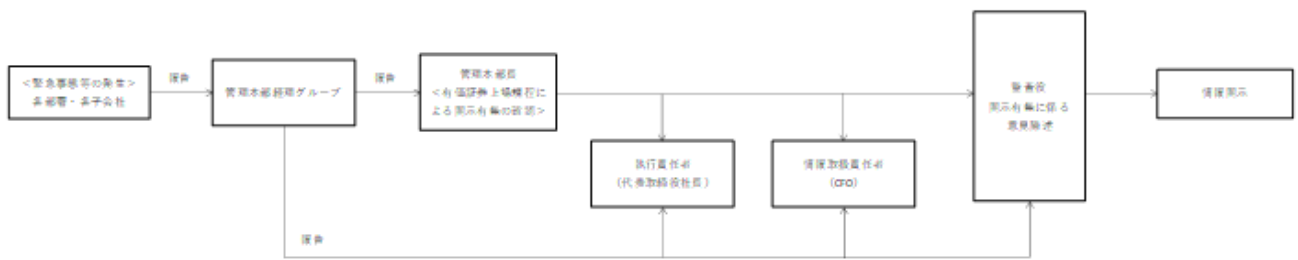 ＜緊急事態等の発生＞
各部署・各子会社
報告
管理本部経理グループ
報告
管理本部長
＜有価証券上場規程に
よる開示有無の確認＞
執行責任者
（代表取締役社長）
情報取扱責任者
（CFO）
監査役
開示有無に係る
意見陳述
情報開示
報告